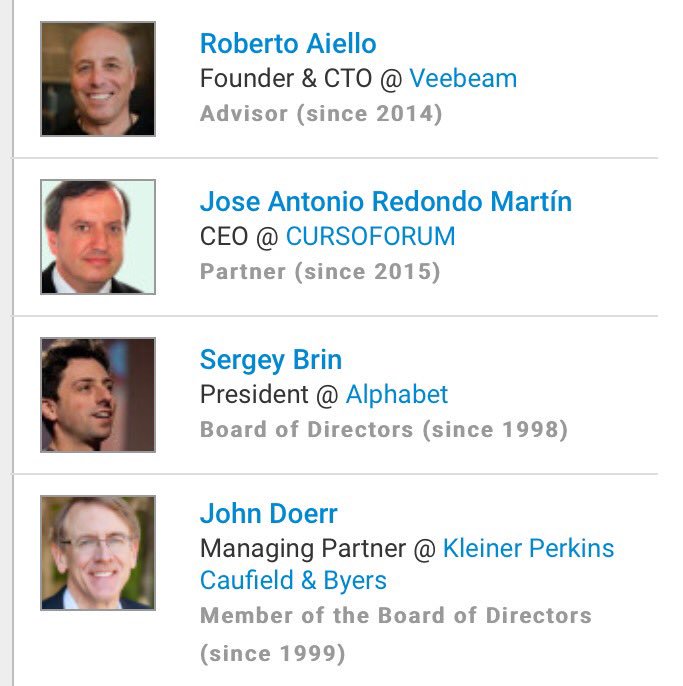 Roberto Aiello
Founder & CTO @ Veebeam
Advisor (since 2014)
Jose Antonio Redondo Martín
CEO @ CURSOFORUM
Partner (since 2015)
Sergey Brin
President @ Alphabet
Board of Directors (since 1998)
John Doerr
Managing Partner @ Kleiner Perkins
Caufield & Byers
Member of the Board of Directors
(since 1999)